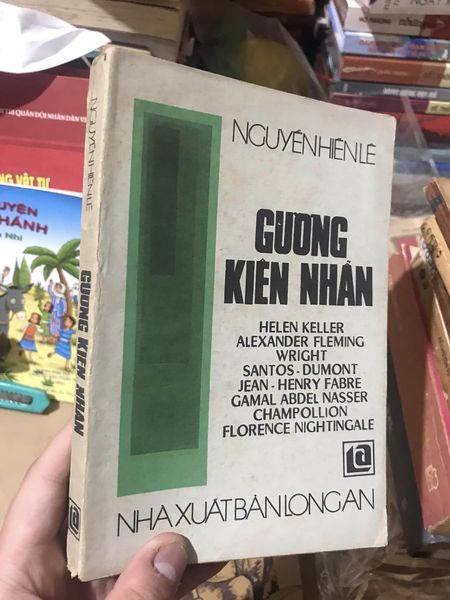 NGUYỄN HIẾN LÊ
GƯƠNG
KIÊN NHẪN
HELEN KELLER
ALEXANDER FLEMING
WRIGHT
SANTOS - DUMONT
JEAN - HENRY FABRE
GAMAL ABDEL NASSER
CHAMPOLLION
FLORENCE NIGHTINGALE
NHÀ XUẤT BẢN LONG AN
NGUYỄN HIẾN LÊ
GƯƠNG KIÊN NHẪN